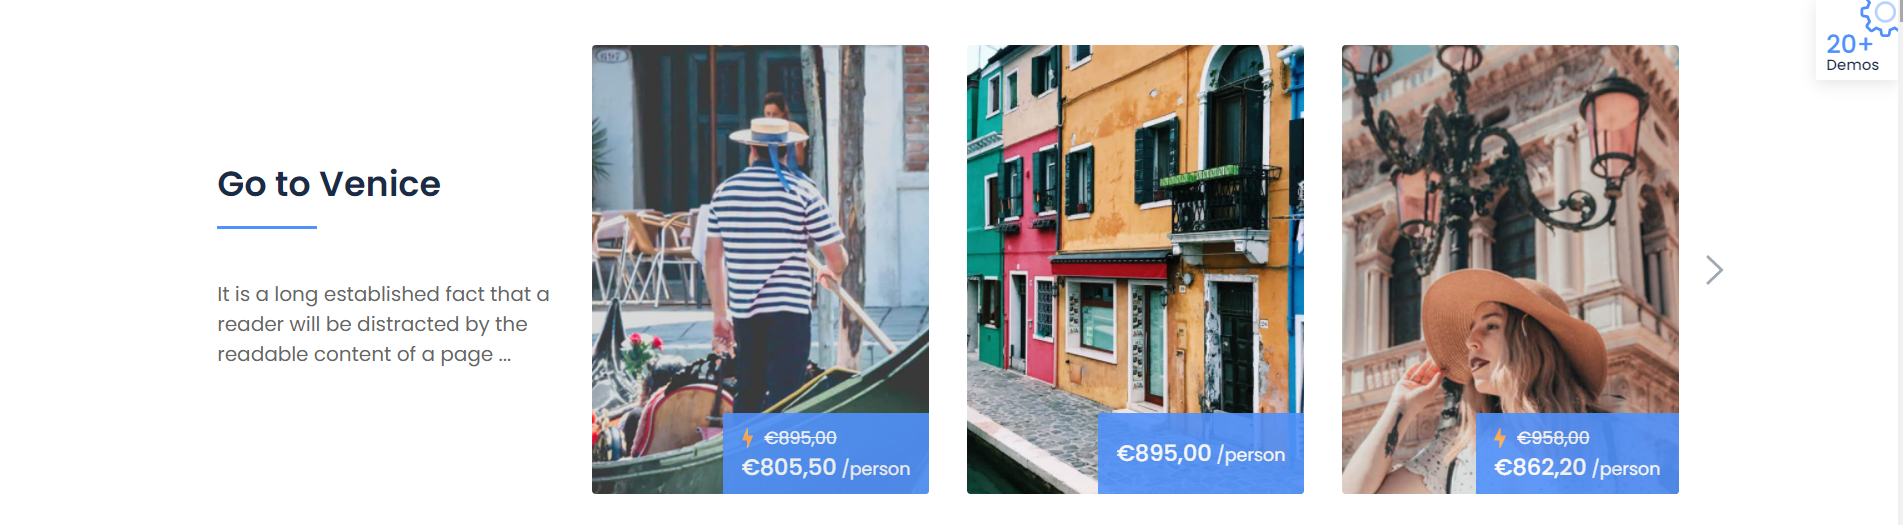 20+
Demos
Go to Venice
It is a long established fact that a
reader will be distracted by the
readable content of a page ...
697
€895,00
€805,50 /person
€895,00 /person
€958,00
€862,20 /person